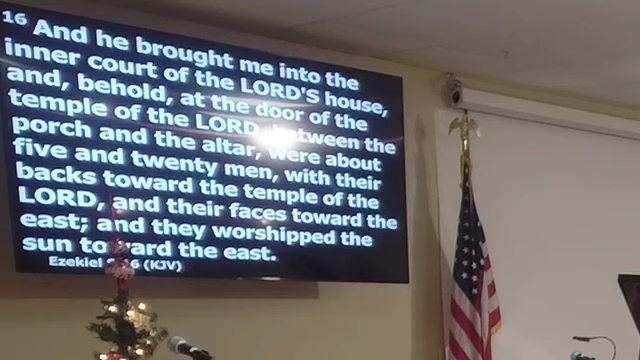 16 And he brought me into the
inner court of the LORD'S house,
and, behold, at the door of the
temple of the LORD, between the
porch and the altar, were about
five and twenty men, with their
backs toward the temple of the
LORD, and their faces toward the
east; and they worshipped the
sun toward the east.
Ezekiel (KJV)